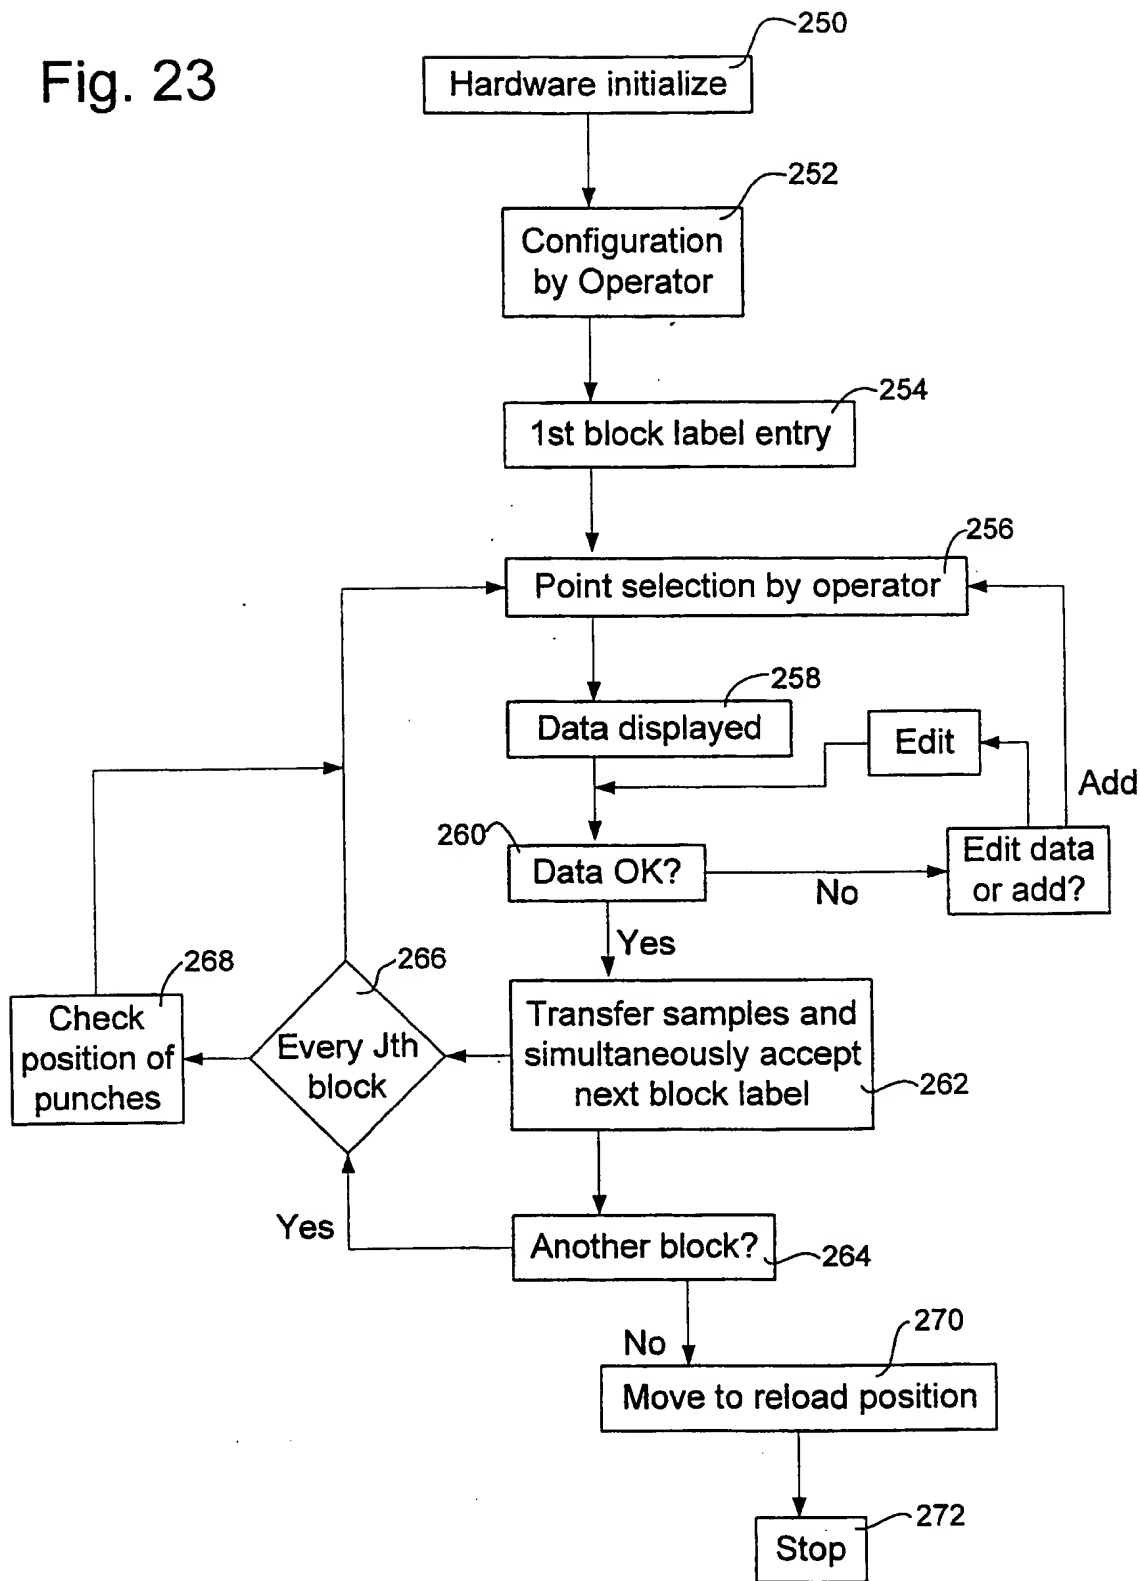 Fig. 23
250
Hardware initialize
252
Configuration
by Operator
254
1st block label entry
256
Point selection by operator
258
Data displayed
Edit
Add
260
Data OK?
No
Edit data
or add?
Yes
268
266
Check
position of
punches
Every Jth
block
Transfer samples and
simultaneously accept
next block label
262
Yes
Another block?
264
No
270
Move to reload position
272
Stop